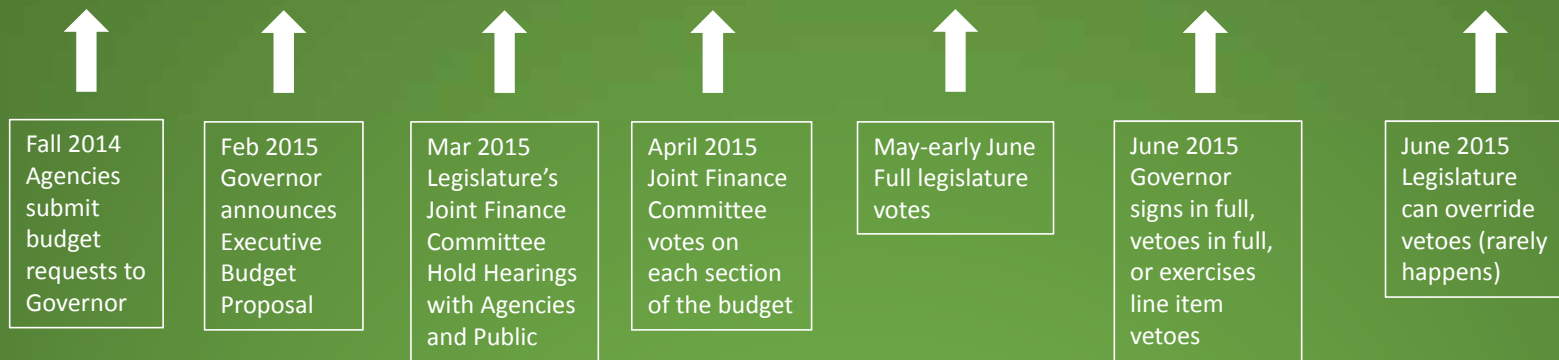 Fall 2014
Agencies
submit
budget
requests to
Governor
Feb 2015
Governor
announces
Executive
Budget
Proposal
Mar 2015
Legislature’s
Joint Finance
Committee
Hold Hearings
with Agencies
and Public
April 2015
Joint Finance
Committee
votes on
each section
of the budget
May-early June
Full legislature
votes
June 2015
Governor
signs in full,
vetoes in full,
or exercises
line item
vetoes
June 2015
Legislature
can override
vetoes (rarely
happens)